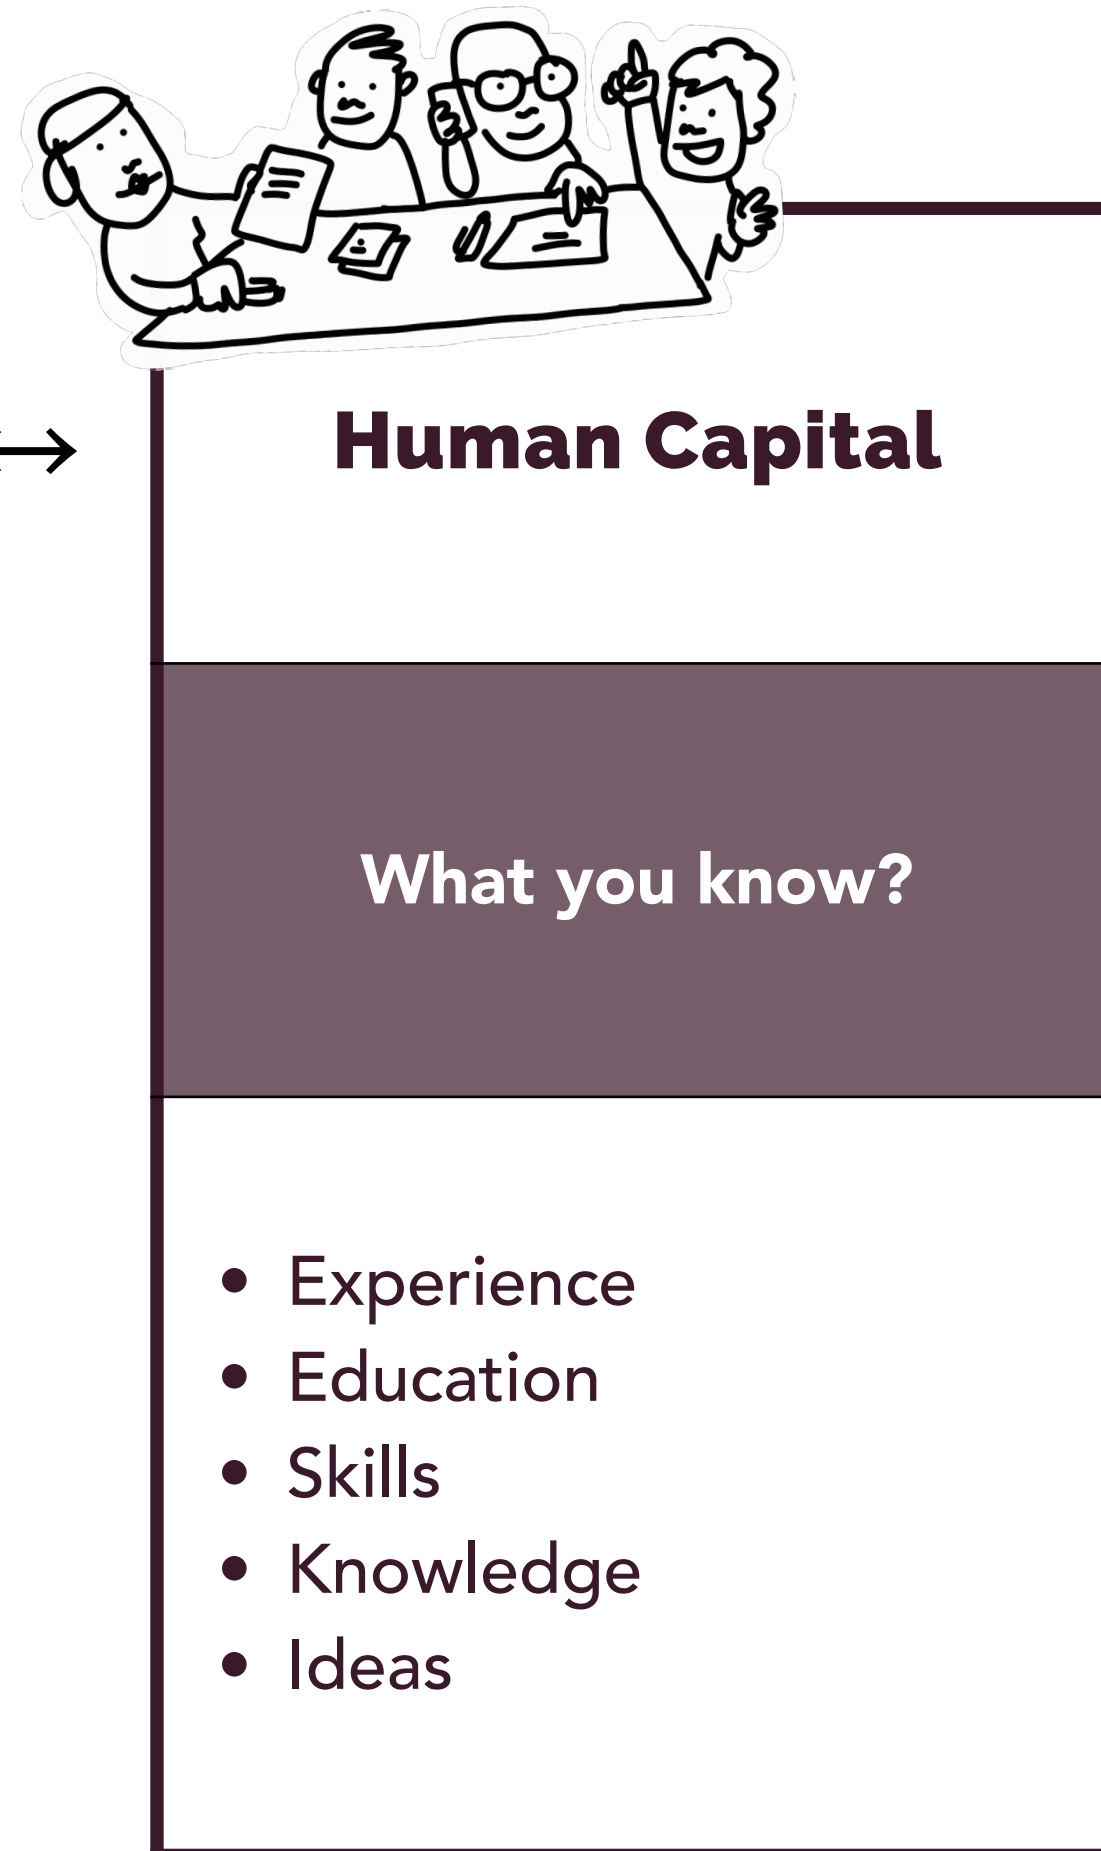 Human Capital
What you know?
• Experience
• Education
• Skills
• Knowledge
• Ideas